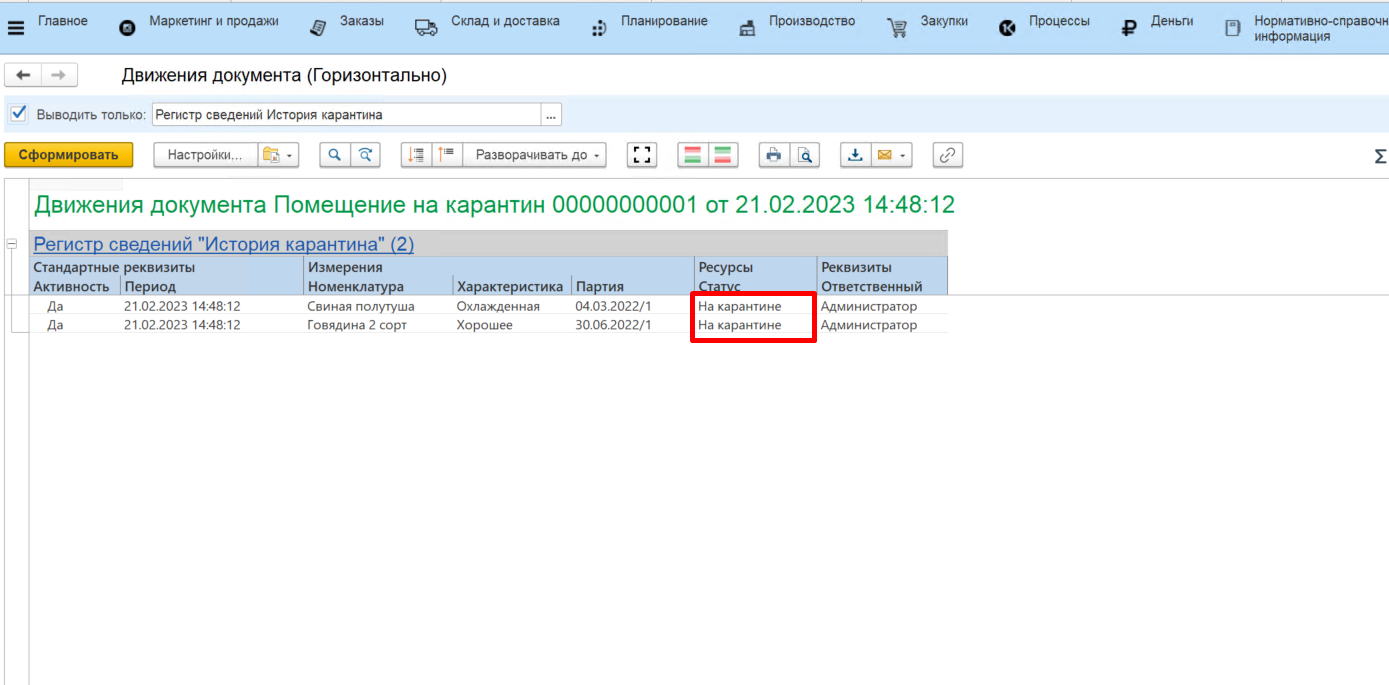 Главное Маркетинг и продажи Заказы Склад и доставка Планирование Производство Закупки Процессы Деньги Нормативно-справочн
информация
Движения документа (Горизонтально)
Выводить только: Регистр сведений История карантина ...
Сформировать Настройки... Разворачивать до Σ
Движения документа Помещение на карантин 00000000001 от 21.02.2023 14:48:12
Регистр сведений "История карантина" (2)
Стандартные реквизиты Измерения Ресурсы Реквизиты
Активность Период Номенклатура Характеристика Партия Статус Ответственный
Да 21.02.2023 14:48:12 Свиная полутуша Охлажденная 04.03.2022/1 На карантине Администратор
Да 21.02.2023 14:48:12 Говядина 2 сорт Хорошее 30.06.2022/1 На карантине Администратор